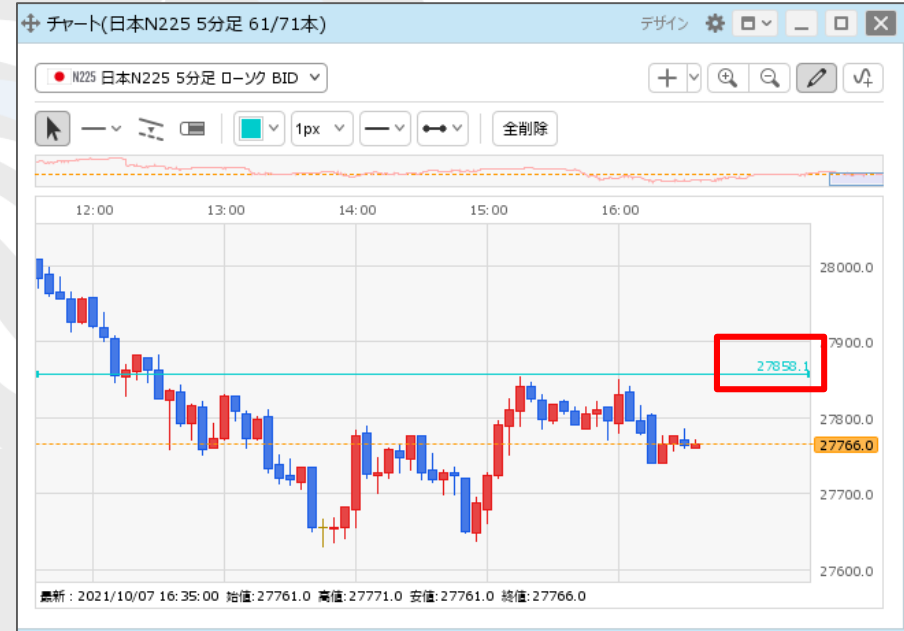 チャート(日本N225 5分足 61/71本)
デザイン
N225 日本N225 5分足 ローソク BID
1px
全削除
12:00 13:00 14:00 15:00 16:00
28000.0
27900.0
27858.1
27800.0
27766.0
27700.0
27600.0
最新:2021/10/07 16:35:00 始値:27761.0 高値:27771.0 安値:27761.0 終値:27766.0